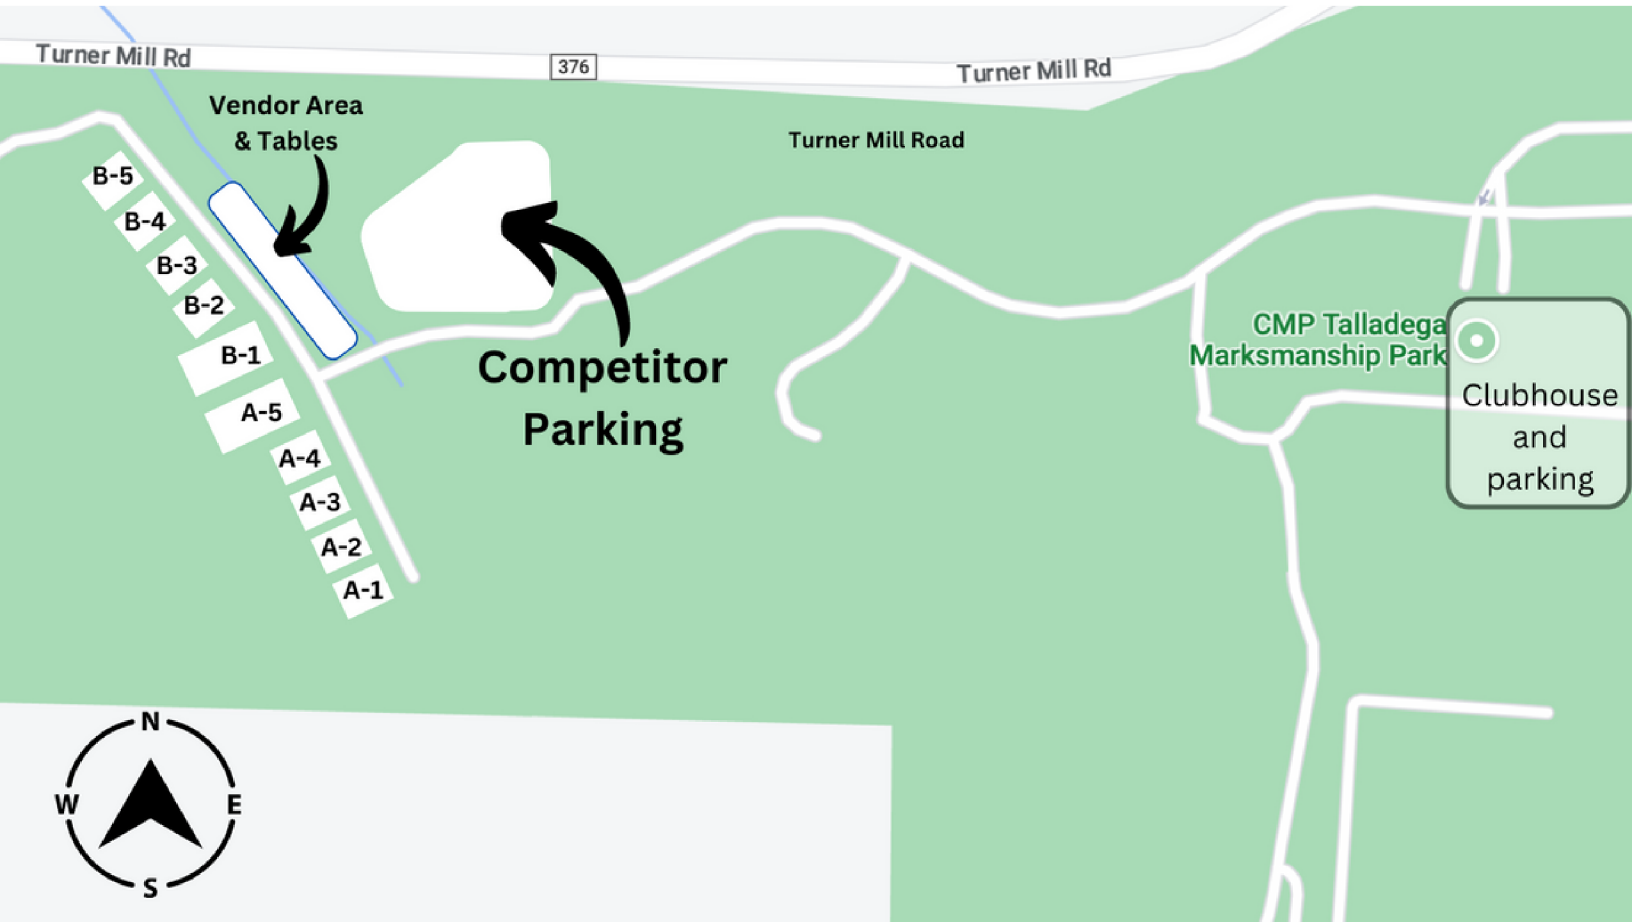 Turner Mill Rd
376
Turner Mill Rd
Vendor Area
& Tables
Turner Mill Road
B-5
B-4
B-3
B-2
B-1
A-5
A-4
A-3
A-2
A-1
Competitor
Parking
CMP Talladega
Marksmanship Park
Clubhouse
and
parking
N
W
E
S